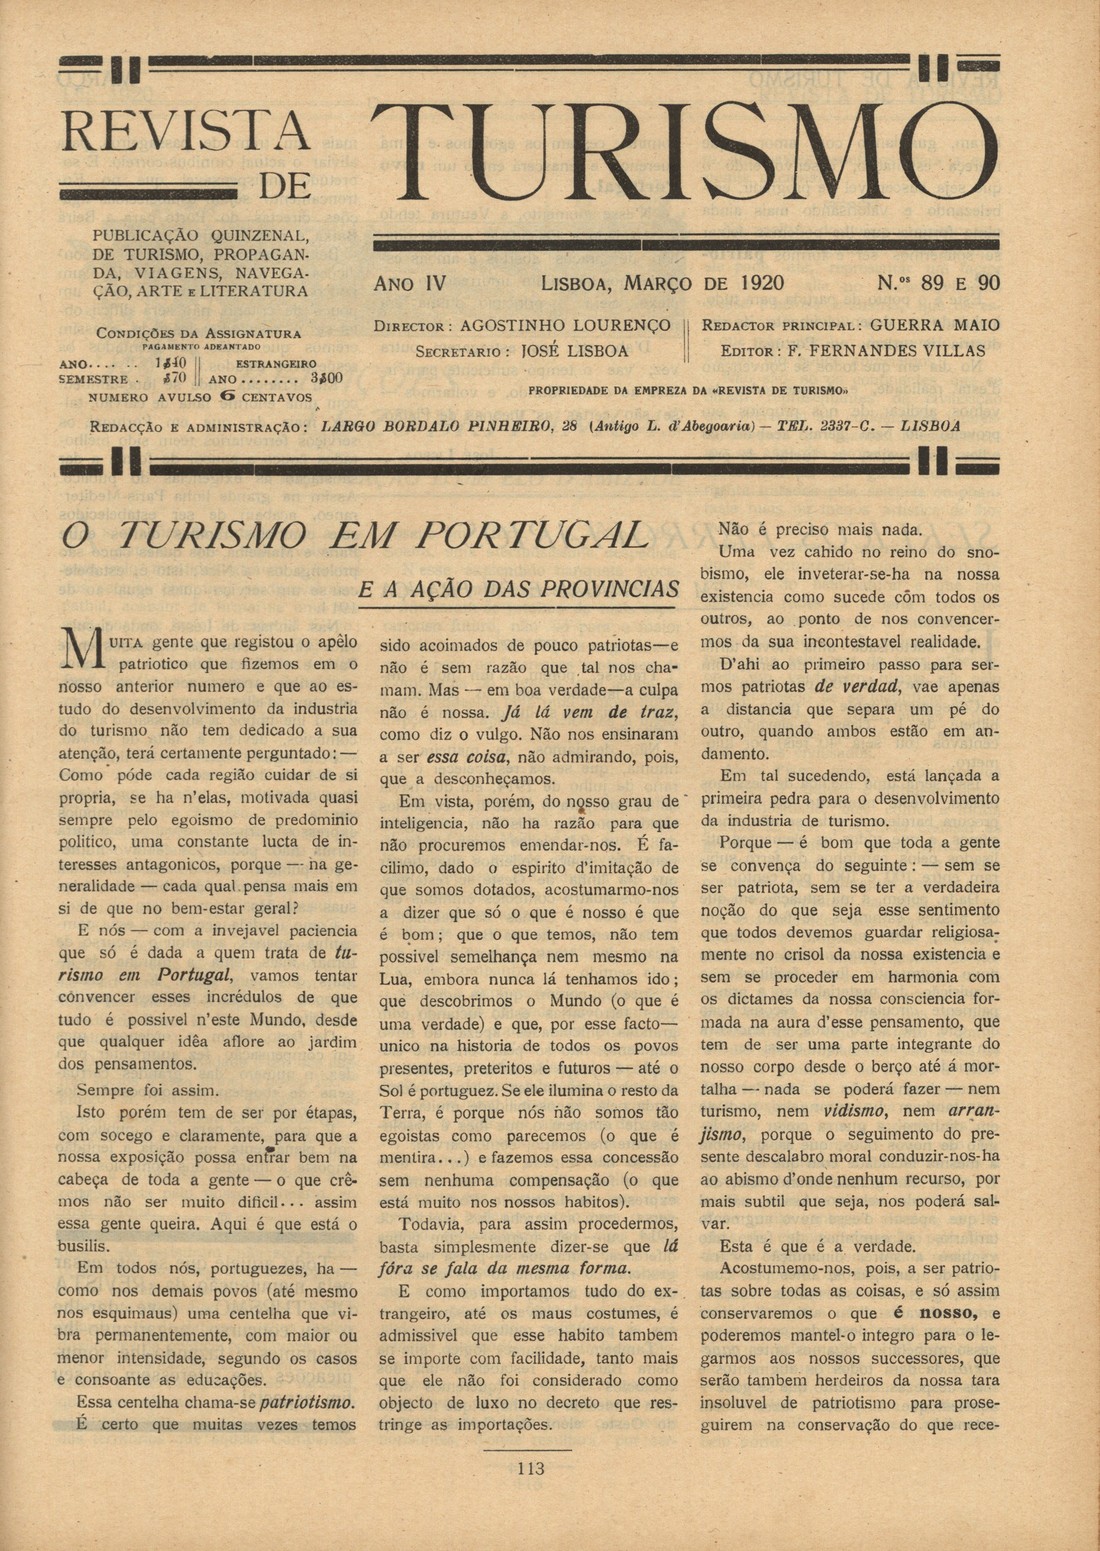 REVISTA
DE
TURISMO
PUBLICAÇÃO QUINZENAL,
DE TURISMO, PROPAGAN-
DA, VIAGENS, NAVEGA-
ÇÃO, ARTE E LITERATURA
CONDIÇÕES DA ASSIGNATURA
PAGAMENTO ADEANTADO
ANO.... .. 1$40 || ESTRANGEIRO
SEMESTRE . $70 || ANO........ 3$00
NUMERO AVULSO 6 CENTAVOS
ANO IV LISBOA, MARÇO DE 1920 N.os 89 E 90
DIRECTOR: AGOSTINHO LOURENÇO || REDACTOR PRINCIPAL: GUERRA MAIO
SECRETARIO: JOSÉ LISBOA || EDITOR: F. FERNANDES VILLAS
PROPRIEDADE DA EMPREZA DA «REVISTA DE TURISMO»
REDACÇÃO E ADMINISTRAÇÃO: LARGO BORDALO PINHEIRO, 28 (Antigo L. d'Abegoaria) — TEL. 2337-C. — LISBOA
O TURISMO EM PORTUGAL
E A AÇÃO DAS PROVINCIAS
MUITA gente que registou o apêlo
patriotico que fizemos em o
nosso anterior numero e que ao es-
tudo do desenvolvimento da industria
do turismo não tem dedicado a sua
atenção, terá certamente perguntado:—
Como póde cada região cuidar de si
propria, se ha n'elas, motivada quasi
sempre pelo egoismo de predominio
politico, uma constante lucta de in-
teresses antagonicos, porque — na ge-
neralidade — cada qual pensa mais em
si de que no bem-estar geral?
E nós — com a invejavel paciencia
que só é dada a quem trata de tu-
rismo em Portugal, vamos tentar
cónvencer esses incrédulos de que
tudo é possivel n'este Mundo, desde
que qualquer idêa aflore ao jardim
dos pensamentos.
Sempre foi assim.
Isto porém tem de ser por étapas,
com socego e claramente, para que a
nossa exposição possa entrar bem na
cabeça de toda a gente — o que crê-
mos não ser muito dificil... assim
essa gente queira. Aqui é que está o
busilis.
Em todos nós, portuguezes, ha —
como nos demais povos (até mesmo
nos esquimaus) uma centelha que vi-
bra permanentemente, com maior ou
menor intensidade, segundo os casos
e consoante as educações.
Essa centelha chama-se patriotismo.
É certo que muitas vezes temos
sido acoimados de pouco patriotas—e
não é sem razão que tal nos cha-
mam. Mas — em boa verdade—a culpa
não é nossa. Já lá vem de traz,
como diz o vulgo. Não nos ensinaram
a ser essa coisa, não admirando, pois,
que a desconheçamos.
Em vista, porém, do nosso grau de
inteligencia, não ha razão para que
não procuremos emendar-nos. É fa-
cilimo, dado o espirito d'imitação de
que somos dotados, acostumarmo-nos
a dizer que só o que é nosso é que
é bom; que o que temos, não tem
possivel semelhança nem mesmo na
Lua, embora nunca lá tenhamos ido;
que descobrimos o Mundo (o que é
uma verdade) e que, por esse facto—
unico na historia de todos os povos
presentes, preteritos e futuros — até o
Sol é portuguez. Se ele ilumina o resto da
Terra, é porque nós não somos tão
egoistas como parecemos (o que é
mentira...) e fazemos essa concessão
sem nenhuma compensação (o que
está muito nos nossos habitos).
Todavia, para assim procedermos,
basta simplesmente dizer-se que lá
fóra se fala da mesma forma.
E como importamos tudo do ex-
trangeiro, até os maus costumes, é
admissivel que esse habito tambem
se importe com facilidade, tanto mais
que ele não foi considerado como
objecto de luxo no decreto que res-
tringe as importações.
Não é preciso mais nada.
Uma vez cahido no reino do sno-
bismo, ele inveterar-se-ha na nossa
existencia como sucede côm todos os
outros, ao ponto de nos convencer-
mos da sua incontestavel realidade.
D'ahi ao primeiro passo para ser-
mos patriotas de verdad, vae apenas
a distancia que separa um pé do
outro, quando ambos estão em an-
damento.
Em tal sucedendo, está lançada a
primeira pedra para o desenvolvimento
da industria de turismo.
Porque — é bom que toda a gente
se convença do seguinte: — sem se
ser patriota, sem se ter a verdadeira
noção do que seja esse sentimento
que todos devemos guardar religiosa-
mente no crisol da nossa existencia e
sem se proceder em harmonia com
os dictames da nossa consciencia for-
mada na aura d'esse pensamento, que
tem de ser uma parte integrante do
nosso corpo desde o berço até á mor-
talha — nada se poderá fazer — nem
turismo, nem vidismo, nem arran-
jismo, porque o seguimento do pre-
sente descalabro moral conduzir-nos-ha
ao abismo d'onde nenhum recurso, por
mais subtil que seja, nos poderá sal-
var.
Esta é que é a verdade.
Acostumemo-nos, pois, a ser patrio-
tas sobre todas as coisas, e só assim
conservaremos o que é nosso, e
poderemos mantel-o integro para o le-
garmos aos nossos successores, que
serão tambem herdeiros da nossa tara
insoluvel de patriotismo para prose-
guirem na conservação do que rece-
113